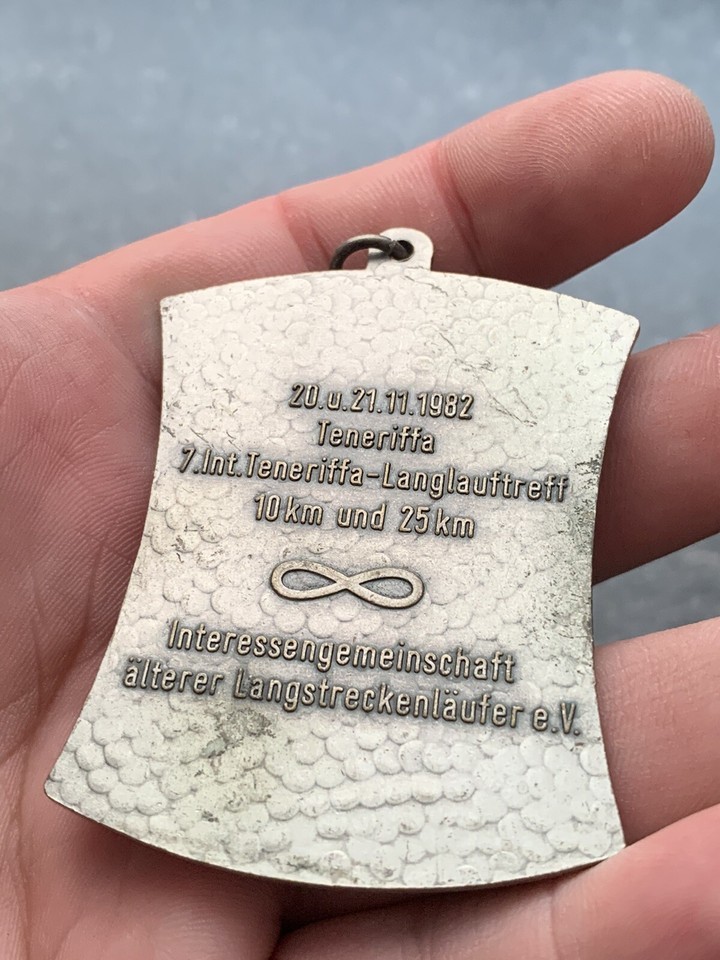 20.u.21.11.1982
Teneriffa
7.Int.Teneriffa-Langlauftreff
10 km und 25 km
Interessengemeinschaft
älterer Langstreckenläufer e.V.